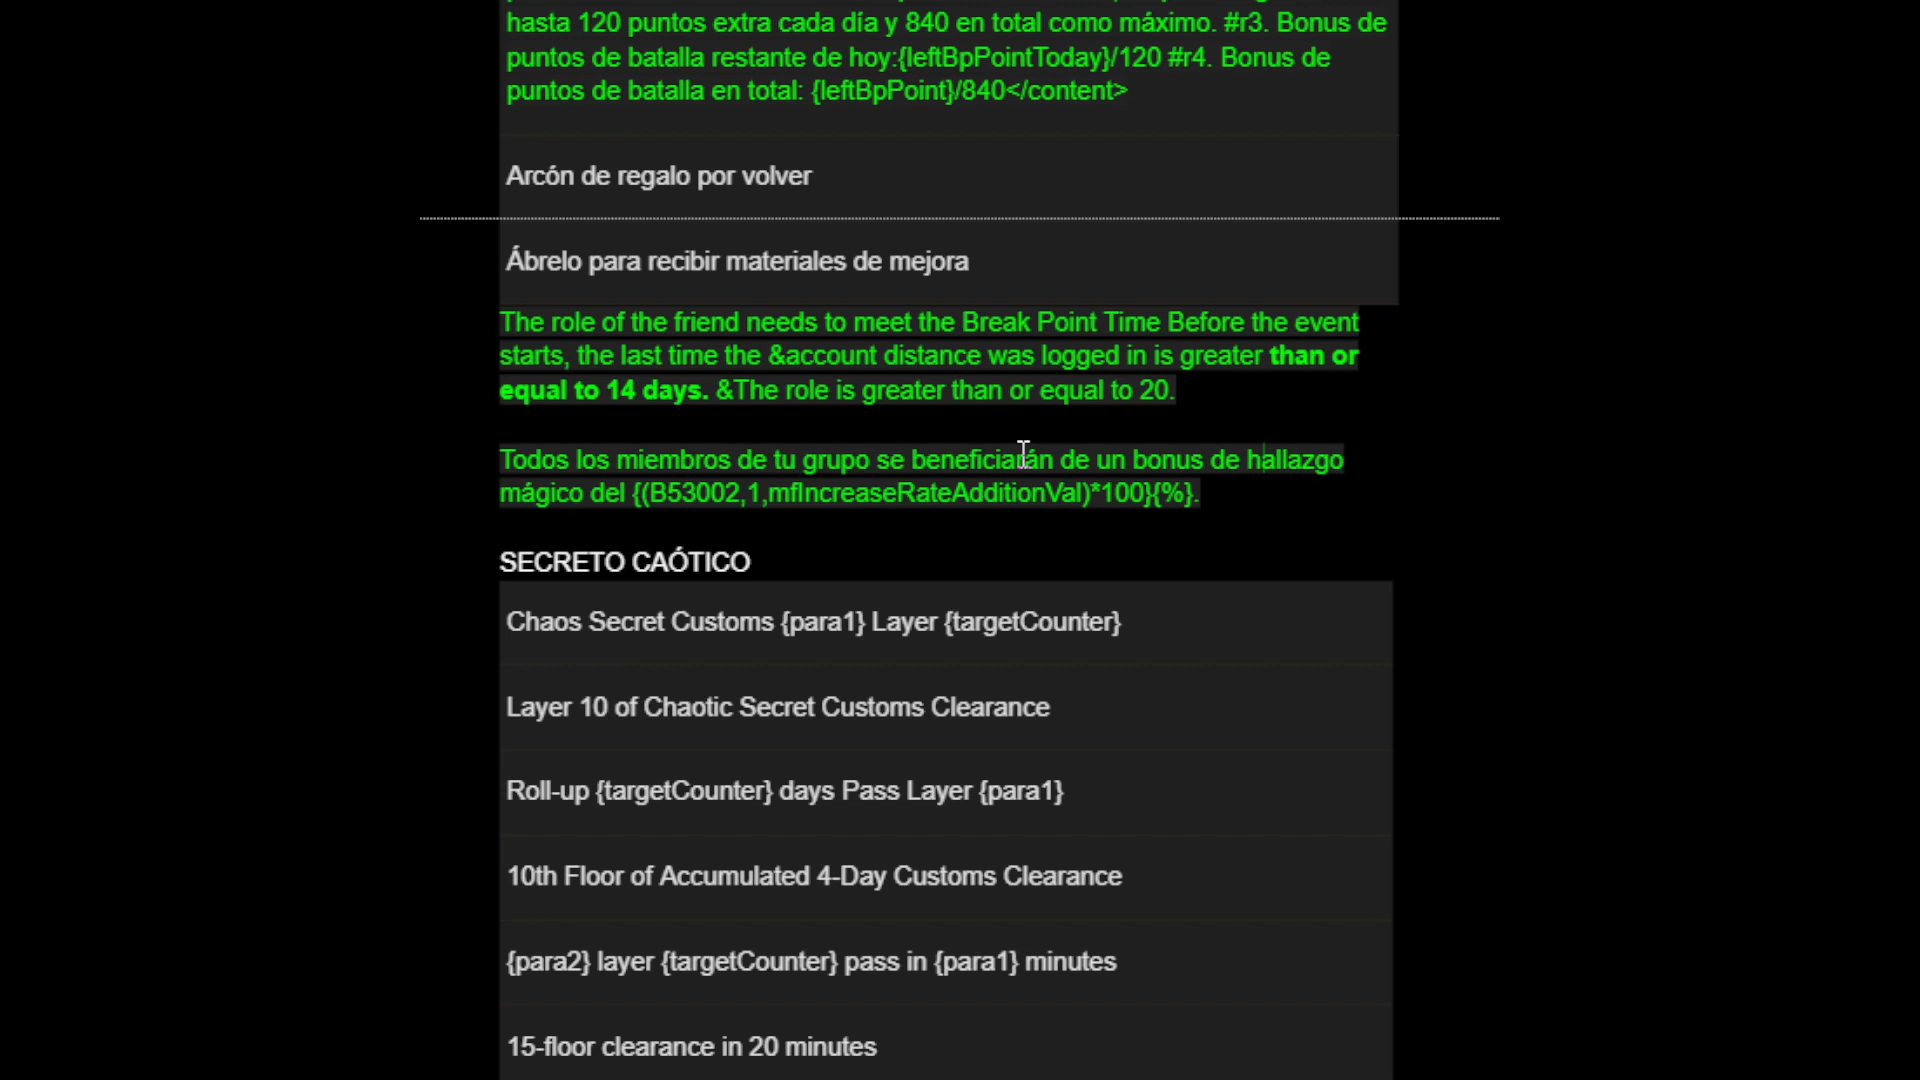 hasta 120 puntos extra cada día y 840 en total como máximo. #r3. Bonus de
puntos de batalla restante de hoy:{leftBpPointToday}/120 #r4. Bonus de
puntos de batalla en total: {leftBpPoint}/840</content>
Arcón de regalo por volver
Ábrelo para recibir materiales de mejora
The role of the friend needs to meet the Break Point Time Before the event
starts, the last time the &account distance was logged in is greater than or
equal to 14 days. &The role is greater than or equal to 20.
Todos los miembros de tu grupo se beneficiarán de un bonus de hallazgo
mágico del {(B53002,1,mfIncreaseRateAdditionVal)*100}{%}.
SECRETO CAÓTICO
Chaos Secret Customs {para1} Layer {targetCounter}
Layer 10 of Chaotic Secret Customs Clearance
Roll-up {targetCounter} days Pass Layer {para1}
10th Floor of Accumulated 4-Day Customs Clearance
{para2} layer {targetCounter} pass in {para1} minutes
15-floor clearance in 20 minutes